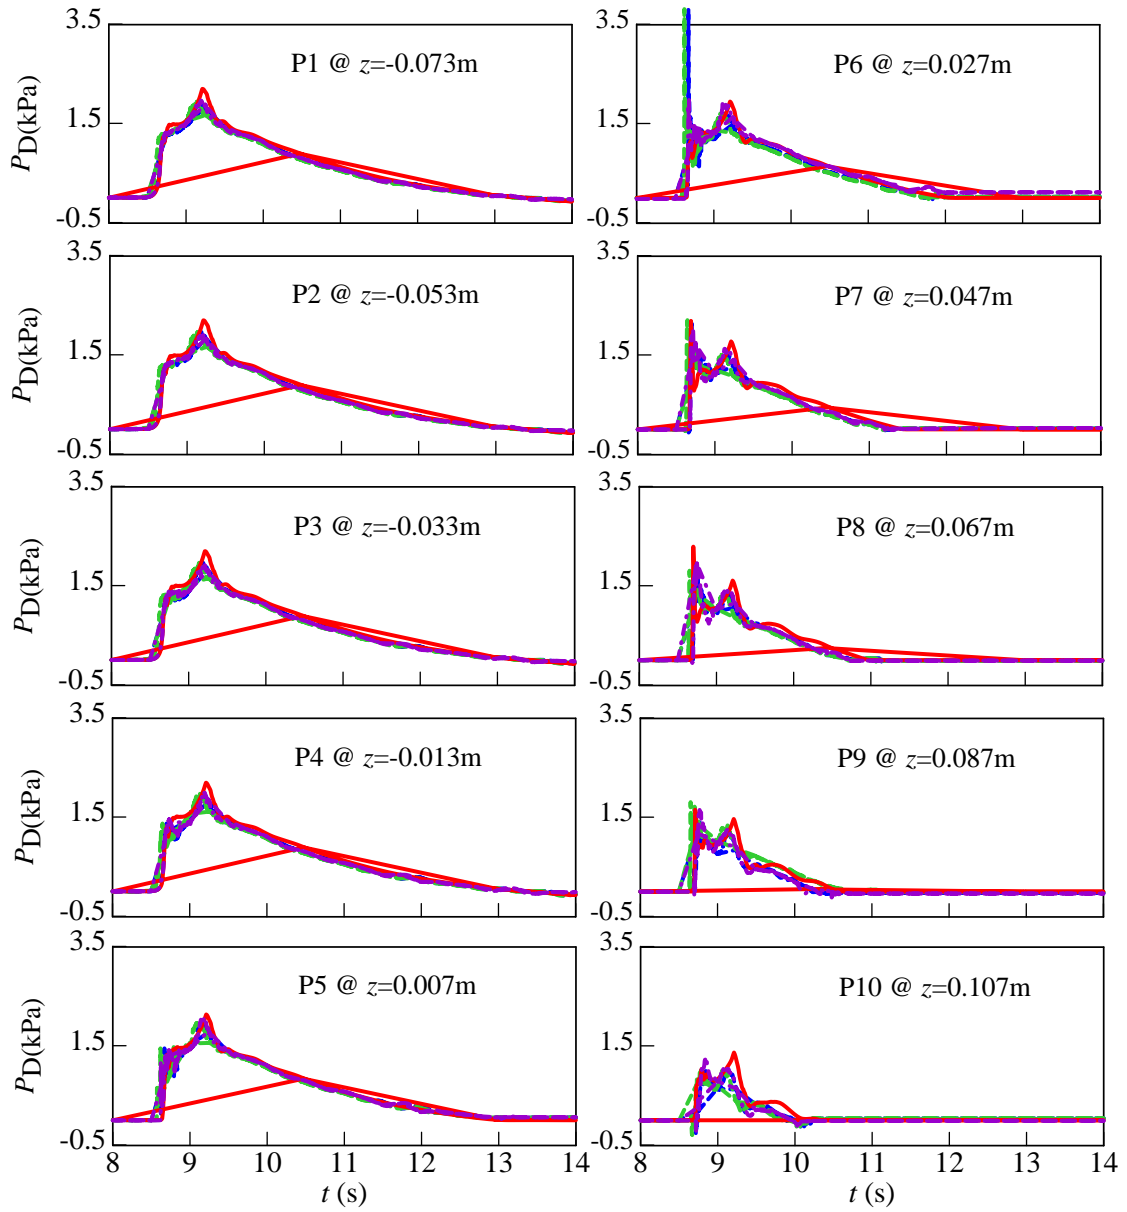 3.5
P1 @ z=-0.073m
PD(kPa)
1.5
-0.5
P6 @ z=0.027m
3.5
P2 @ z=-0.053m
PD(kPa)
1.5
-0.5
P7 @ z=0.047m
3.5
P3 @ z=-0.033m
PD(kPa)
1.5
-0.5
P8 @ z=0.067m
3.5
P4 @ z=-0.013m
PD(kPa)
1.5
-0.5
P9 @ z=0.087m
3.5
P5 @ z=0.007m
PD(kPa)
1.5
-0.5
P10 @ z=0.107m
3.5
1.5
-0.5
3.5
1.5
-0.5
3.5
1.5
-0.5
3.5
1.5
-0.5
3.5
1.5
-0.5
8 9 10 11 12 13 14
t (s)
8 9 10 11 12 13 14
t (s)